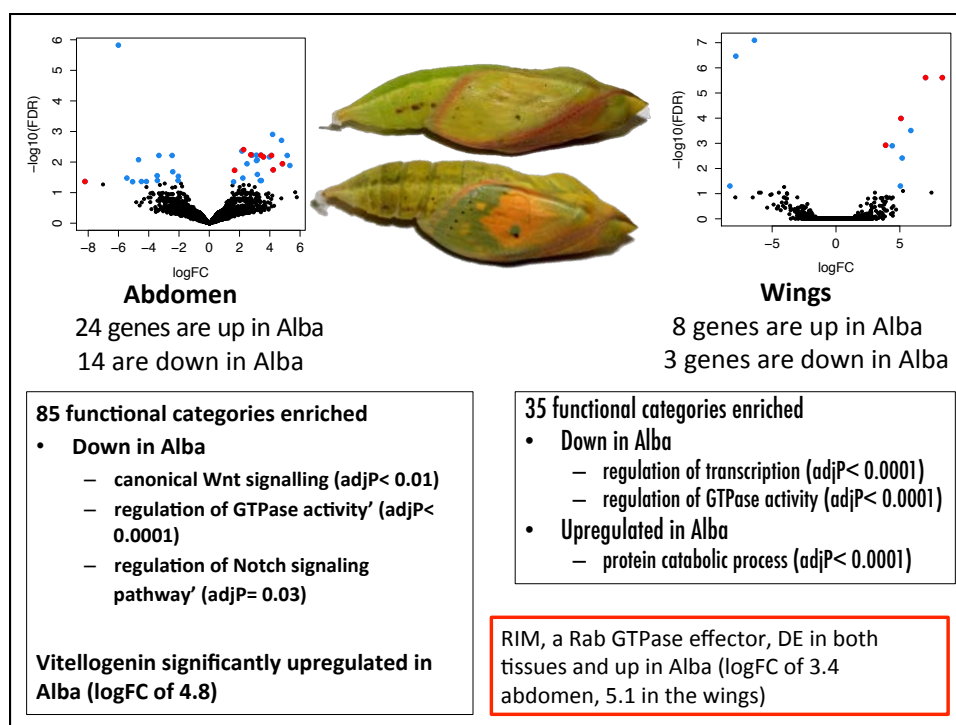 6
5
4
3
2
1
0
−log10(FDR)
−8 −6 −4 −2 0 2 4 6
logFC
Abdomen
24 genes are up in Alba
14 are down in Alba
7
6
5
4
3
2
1
0
−log10(FDR)
−5 0 5
logFC
Wings
8 genes are up in Alba
3 genes are down in Alba
85 functional categories enriched
• Down in Alba
– canonical Wnt signalling (adjP< 0.01)
– regulation of GTPase activity’ (adjP<
0.0001)
– regulation of Notch signaling
pathway’ (adjP= 0.03)
Vitellogenin significantly upregulated in
Alba (logFC of 4.8)
35 functional categories enriched
• Down in Alba
– regulation of transcription (adjP< 0.0001)
– regulation of GTPase activity (adjP< 0.0001)
• Upregulated in Alba
– protein catabolic process (adjP< 0.0001)
RIM, a Rab GTPase effector, DE in both
tissues and up in Alba (logFC of 3.4
abdomen, 5.1 in the wings)